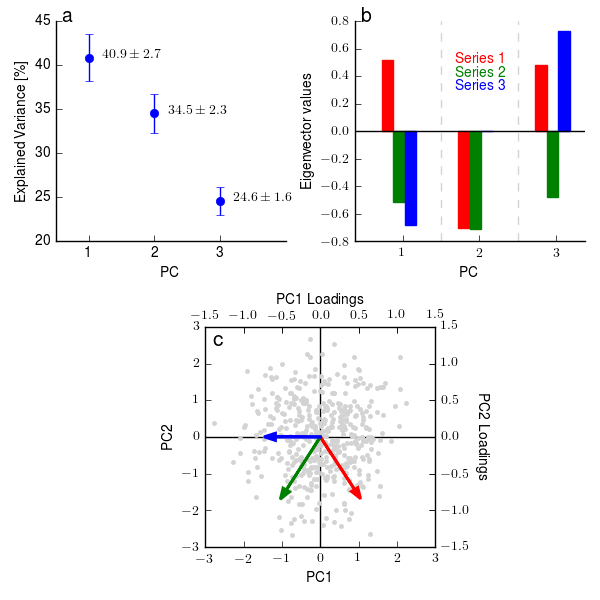 a
Explained Variance [%]
45
40
35
30
25
20
40.9 ± 2.7
34.5 ± 2.3
24.6 ± 1.6
1 2 3
PC
b
Eigenvector values
0.8
0.6
0.4
0.2
0.0
−0.2
−0.4
−0.6
−0.8
Series 1
Series 2
Series 3
1 2 3
PC
PC1 Loadings
−1.5 −1.0 −0.5 0.0 0.5 1.0 1.5
c
PC2
3
2
1
0
−1
−2
−3
1.5
1.0
0.5
0.0
−0.5
−1.0
−1.5
PC2 Loadings
−3 −2 −1 0 1 2 3
PC1